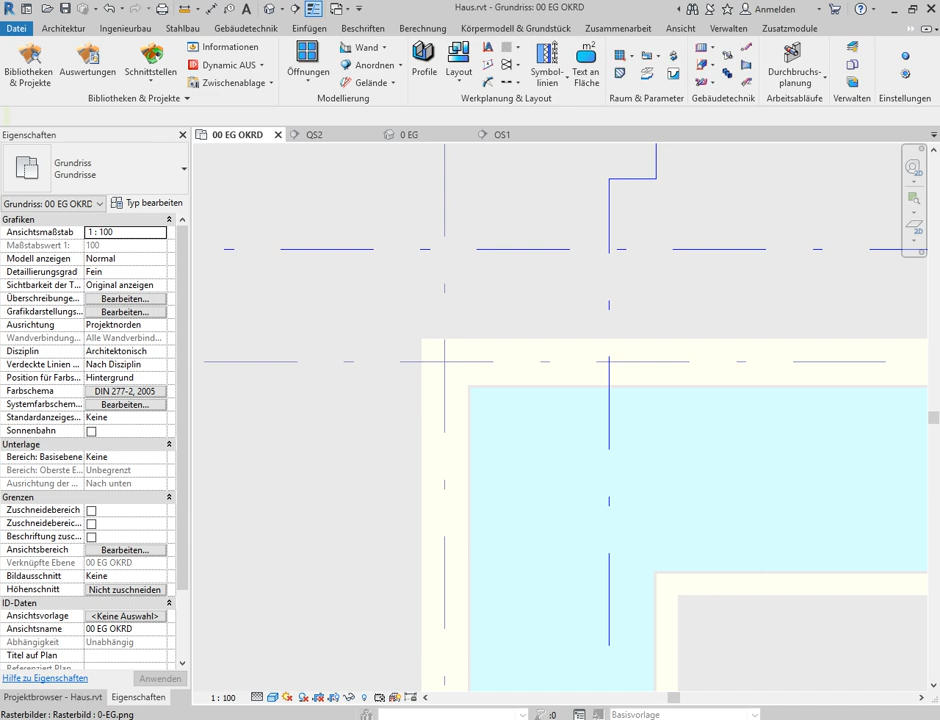 Haus.rvt - Grundriss: 00 EG OKRD
Anmelden
Datei Architektur Ingenieurbau Stahlbau Gebäudetechnik Einfügen Beschriften Berechnung Körpermodell & Grundstück Zusammenarbeit Ansicht Verwalten Zusatzmodule
Bibliotheken & Projekte
Auswertungen
Schnittstellen
Informationen
Dynamic AUS
Zwischenablage
Bibliotheken & Projekte
Öffnungen
Wand
Anordnen
Gelände
Modellierung
Profile
Layout
Symbol-linien
Text an Fläche
Werkplanung & Layout
Raum & Parameter
Gebäudetechnik
Durchbruchs-planung
Arbeitsabläufe
Verwalten
Einstellungen
Eigenschaften
00 EG OKRD
QS2
0 EG
OS1
Grundriss
Grundrisse
Grundriss: 00 EG OKRD
Typ bearbeiten
Grafiken
Ansichtsmaßstab 1 : 100
Maßstabswert 1: 100
Modell anzeigen Normal
Detaillierungsgrad Fein
Sichtbarkeit der T... Original anzeigen
Überschreibunge... Bearbeiten...
Grafikdarstellungs... Bearbeiten...
Ausrichtung Projektnorden
Wandverbindung... Alle Wandverbind...
Disziplin Architektonisch
Verdeckte Linien ... Nach Disziplin
Position für Farbs... Hintergrund
Farbschema DIN 277-2, 2005
Systemfarbschem... Bearbeiten...
Standardanzeiges... Keine
Sonnenbahn
Unterlage
Bereich: Basisebene Keine
Bereich: Oberste E... Unbegrenzt
Ausrichtung der ... Nach unten
Grenzen
Zuschneidebereich
Zuschneidebereic...
Beschriftung zusc...
Ansichtsbereich Bearbeiten...
Verknüpfte Ebene 00 EG OKRD
Bildausschnitt Keine
Höhenschnitt Nicht zuschneiden
ID-Daten
Ansichtsvorlage <Keine Auswahl>
Ansichtsname 00 EG OKRD
Abhängigkeit Unabhängig
Titel auf Plan
Referenziert Plan
Hilfe zu Eigenschaften
Anwenden
Projektbrowser - Haus.rvt
Eigenschaften
1 : 100
Rasterbilder : Rasterbild : 0-EG.png
:0
Basisvorlage
2D
2D